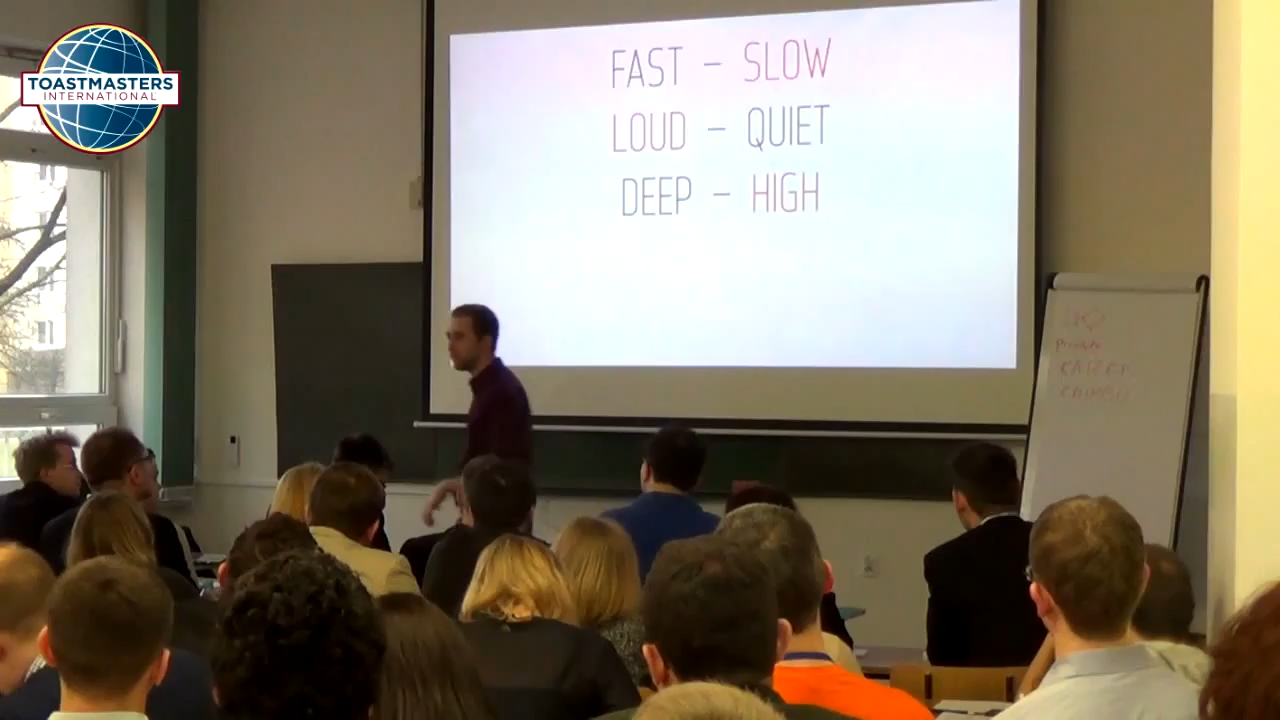 TOASTMASTERS
INTERNATIONAL
FAST – SLOW
LOUD – QUIET
DEEP – HIGH